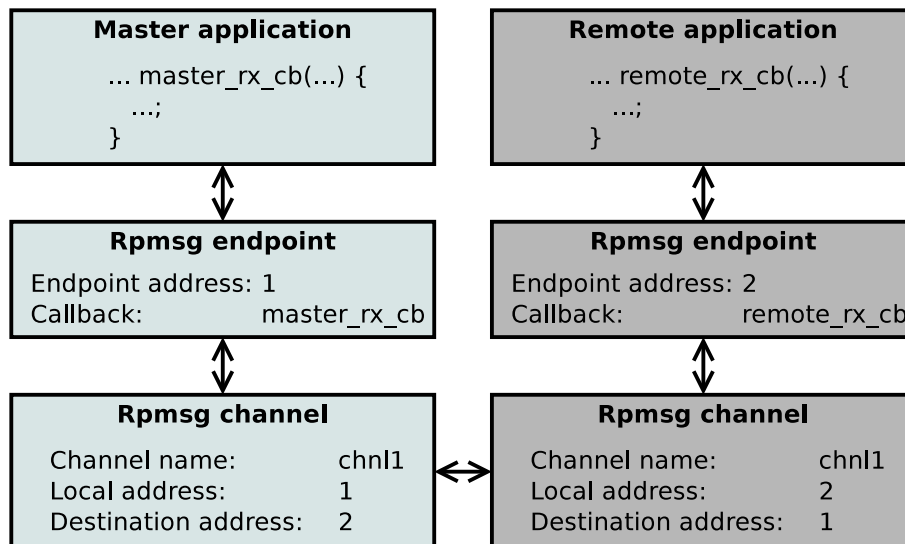 Master application
... master_rx_cb(...) {
...;
}
Remote application
... remote_rx_cb(...) {
...;
}
Rpmsg endpoint
Endpoint address: 1
Callback: master_rx_cb
Rpmsg endpoint
Endpoint address: 2
Callback: remote_rx_cb
Rpmsg channel
Channel name: chnl1
Local address: 1
Destination address: 2
Rpmsg channel
Channel name: chnl1
Local address: 2
Destination address: 1